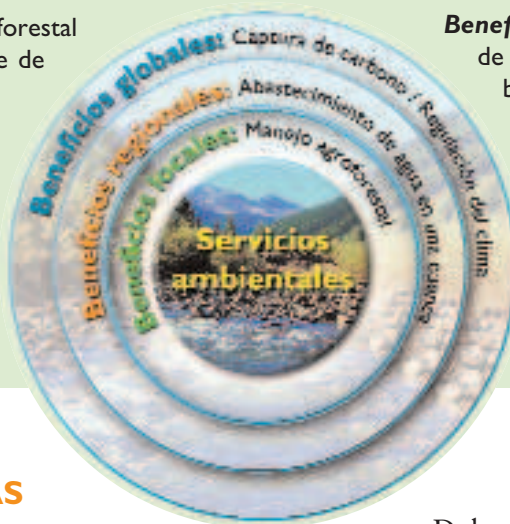 forestal
e de
Benef
de
b
Beneficios globales: Captura de carbono / Regulación del clima
Beneficios regionales: Abastecimiento de agua en una cuenca
Beneficios locales: Manejo agroforestal
Servicios
ambientales
AS